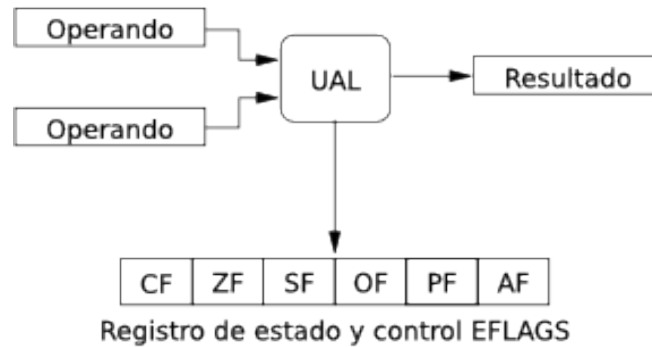 Operando
UAL
Resultado
Operando
CF ZF SF OF PF AF
Registro de estado y control EFLAGS